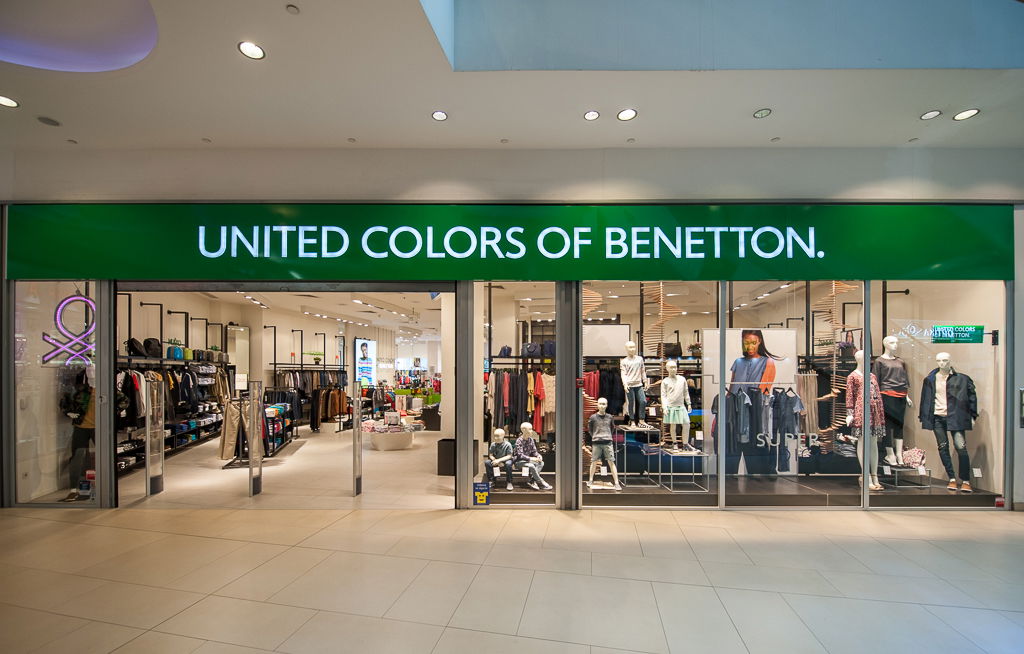 UNITED COLORS OF BENETTON.
UNITED COLORS
OF BENETTON.
SUPER